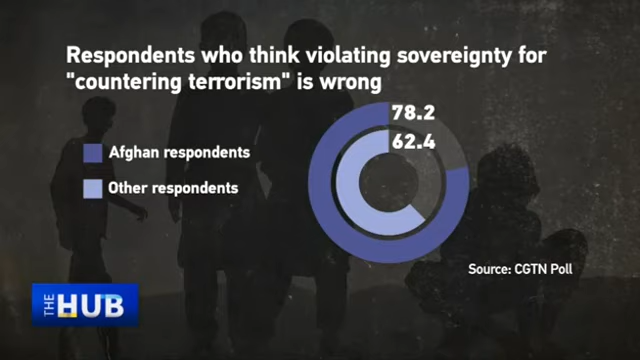 Respondents who think violating sovereignty for
"countering terrorism" is wrong
78.2
62.4
Afghan respondents
Other respondents
Source: CGTN Poll
THE HUB